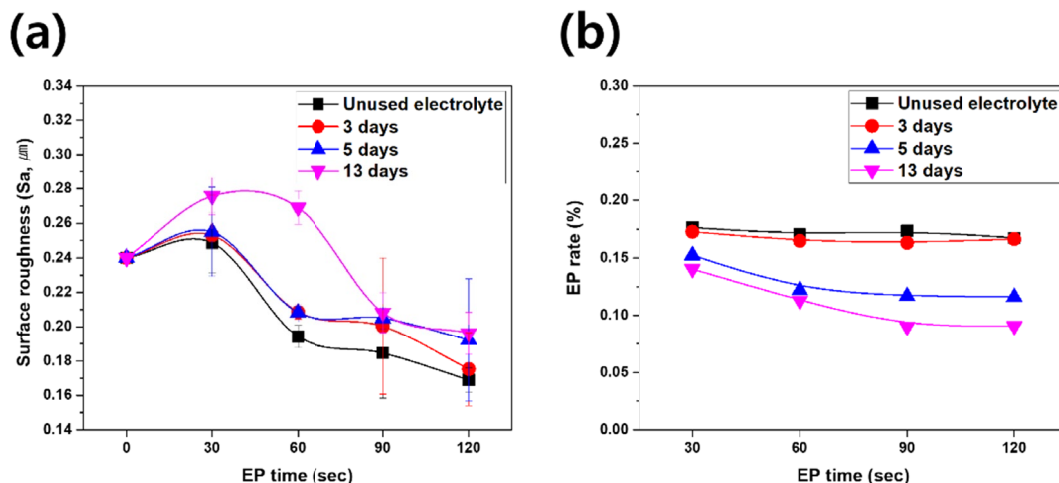 (a)
(b)
Surface roughness (Sa, ㎛)
0.34
0.32
0.30
0.28
0.26
0.24
0.22
0.20
0.18
0.16
0.14
Unused electrolyte
3 days
5 days
13 days
0
30
60
90
120
EP time (sec)
EP rate (%)
0.30
0.25
0.20
0.15
0.10
0.05
0.00
Unused electrolyte
3 days
5 days
13 days
30
60
90
120
EP time (sec)